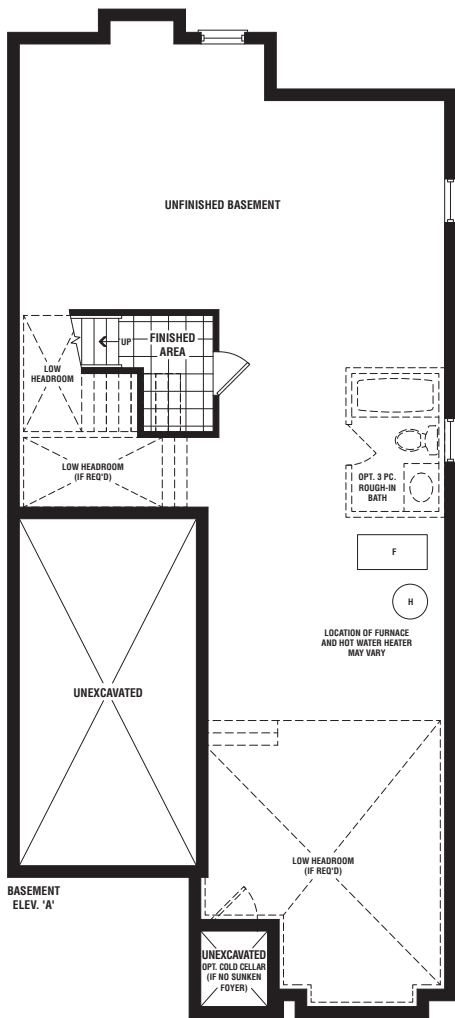 UNFINISHED BASEMENT
UP
FINISHED
AREA
LOW
HEADROOM
LOW HEADROOM
(IF REQ'D)
OPT. 3 PC.
ROUGH-IN
BATH
F
H
LOCATION OF FURNACE
AND HOT WATER HEATER
MAY VARY
UNEXCAVATED
LOW HEADROOM
(IF REQ'D)
BASEMENT
ELEV. 'A'
UNEXCAVATED
OPT. COLD CELLAR
(IF NO SUNKEN
FOYER)